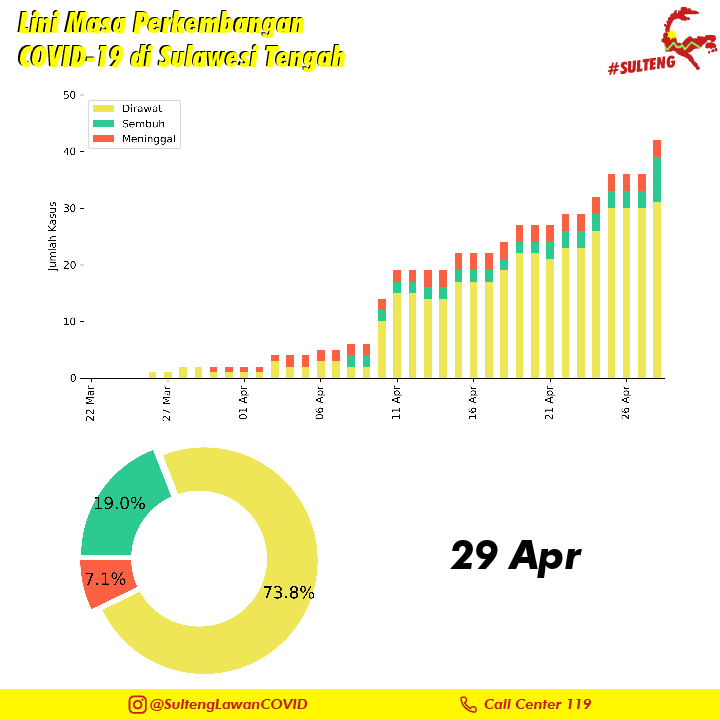 Lini Masa Perkembangan
COVID-19 di Sulawesi Tengah
#SULTENG
50
40
30
20
10
0
Jumlah Kasus
Dirawat
Sembuh
Meninggal
22 Mar
27 Mar
01 Apr
06 Apr
11 Apr
16 Apr
21 Apr
26 Apr
19.0%
7.1%
73.8%
29 Apr
@SultengLawanCOVID
Call Center 119